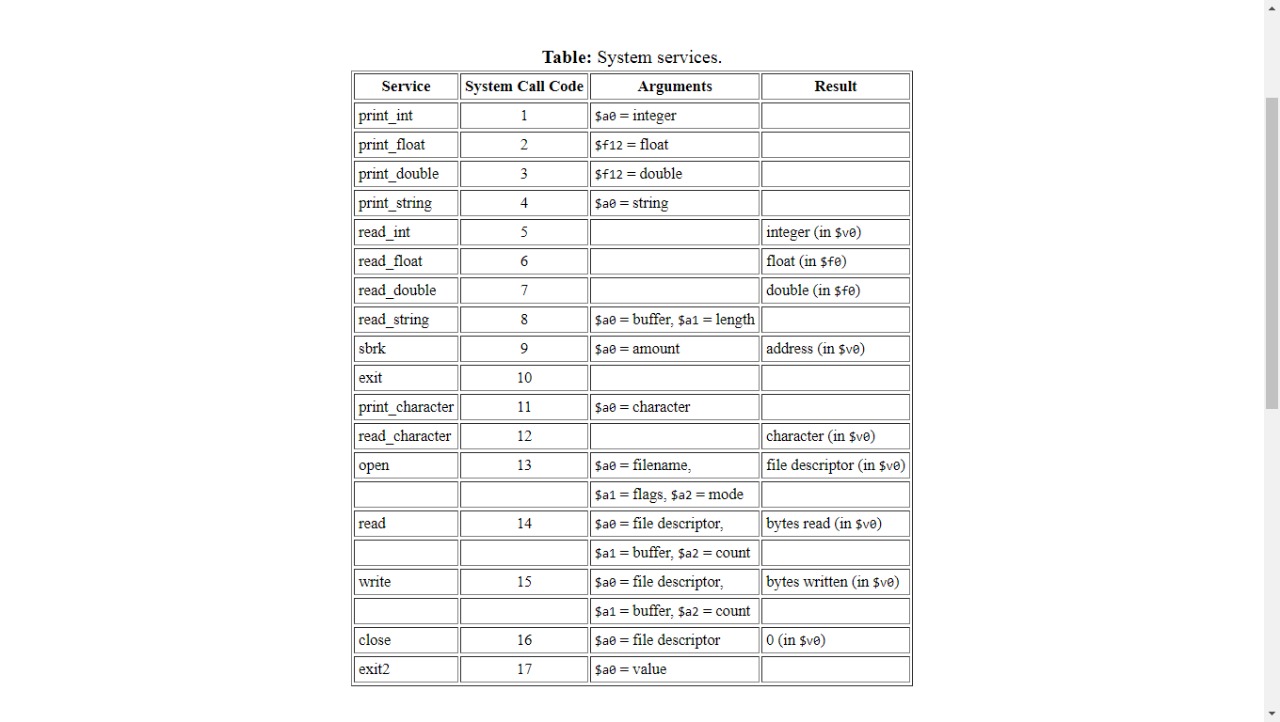 Table: System services.
Service System Call Code Arguments Result
print_int 1 $a0 = integer
print_float 2 $f12 = float
print_double 3 $f12 = double
print_string 4 $a0 = string
read_int 5 integer (in $v0)
read_float 6 float (in $f0)
read_double 7 double (in $f0)
read_string 8 $a0 = buffer, $a1 = length
sbrk 9 $a0 = amount address (in $v0)
exit 10
print_character 11 $a0 = character
read_character 12 character (in $v0)
open 13 $a0 = filename, file descriptor (in $v0)
$a1 = flags, $a2 = mode
read 14 $a0 = file descriptor, bytes read (in $v0)
$a1 = buffer, $a2 = count
write 15 $a0 = file descriptor, bytes written (in $v0)
$a1 = buffer, $a2 = count
close 16 $a0 = file descriptor 0 (in $v0)
exit2 17 $a0 = value